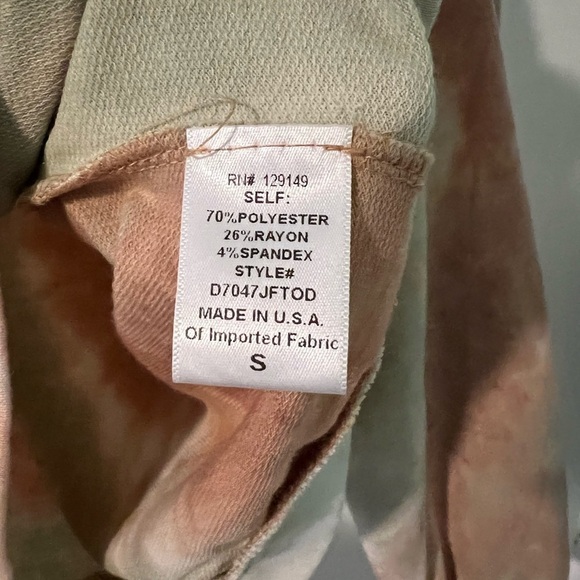 RN# 129149
SELF:
70%POLYESTER
26%RAYON
4%SPANDEX
STYLE#
D7047JFTOD
MADE IN U.S.A.
Of Imported Fabric
S